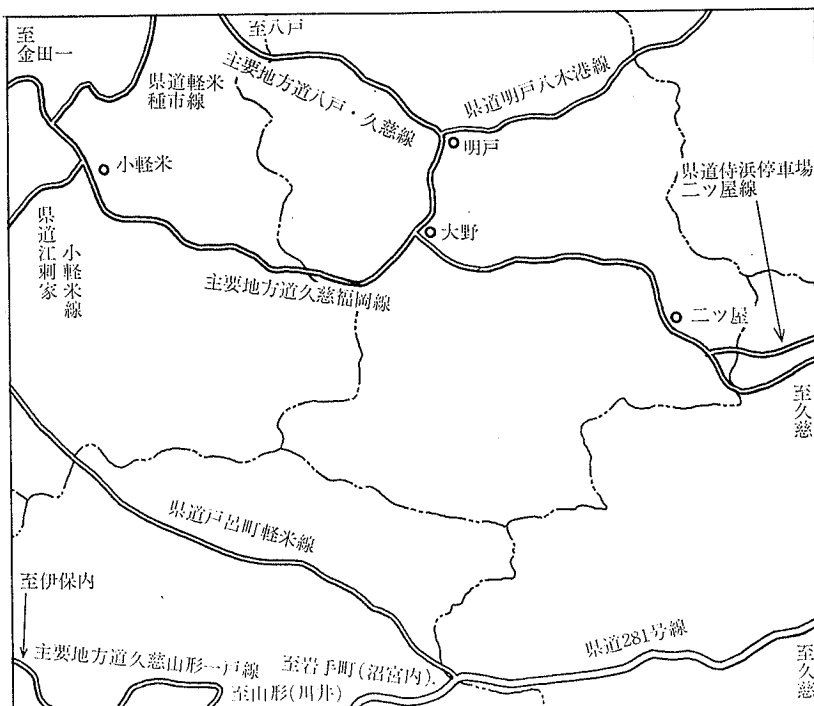 至
金田一
至八戸
県道軽米
種市線
主要地方道八戸・久慈線
県道明戸八木港線
明戸
小軽米
県道侍浜停車場
二ツ屋線
大野
県道江刺家
小軽米線
主要地方道久慈福岡線
二ツ屋
至久慈
県道戸呂町軽米線
至伊保内
県道281号線
主要地方道久慈山形一戸線
至岩手町(沼宮内)
至山形(川井)
至久慈